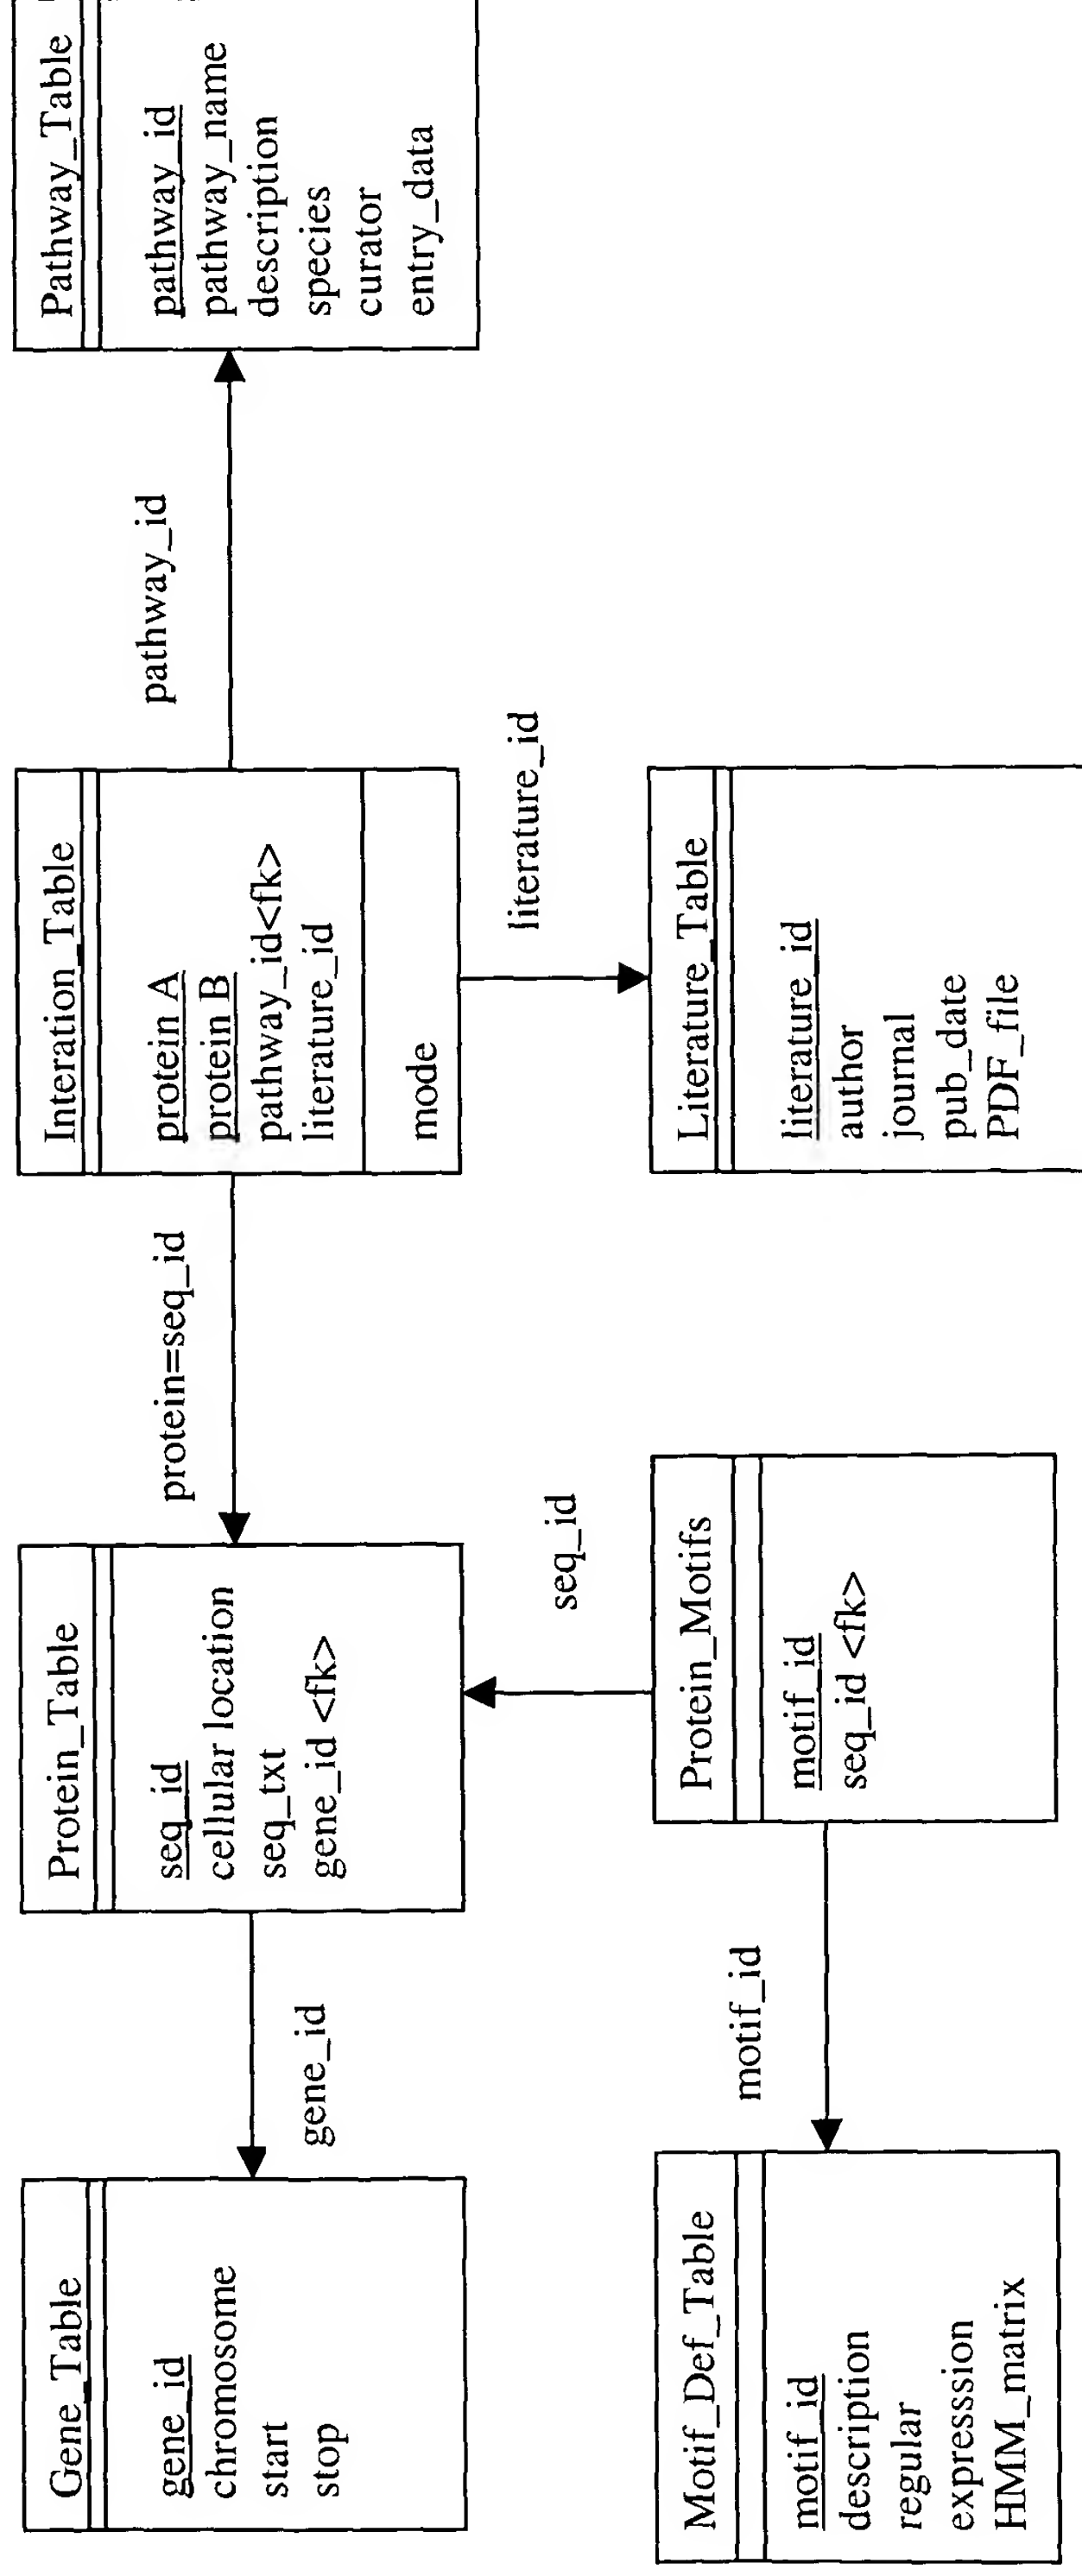 Gene_Table
gene_id
chromosome
start
stop
gene_id
Protein_Table
seq_id
cellular location
seq_txt
gene_id <fk>
protein=seq_id
Interation_Table
protein A
protein B
pathway_id<fk>
literature_id
mode
pathway_id
Pathway_Table
pathway_id
pathway_name
description
species
curator
entry_data
Motif_Def_Table
motif_id
description
regular
expresssion
HMM_matrix
motif_id
Protein_Motifs
motif_id
seq_id <fk>
seq_id
literature_id
Literature_Table
literature_id
author
journal
pub_date
PDF_file